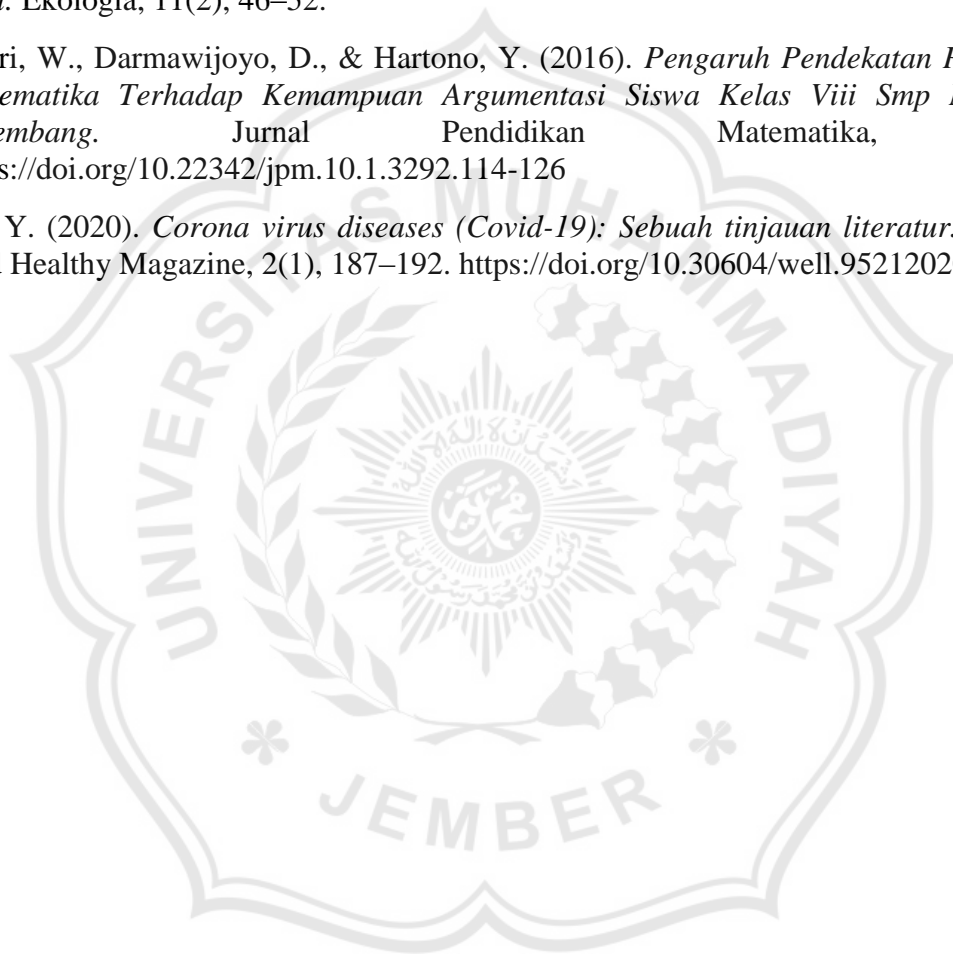 Ekologia, 11(2), 46–52.
ri, W., Darmawijoyo, D., & Hartono, Y. (2016). Pengaruh Pendekatan
ematika Terhadap Kemampuan Argumentasi Siswa Kelas Viii Smp
embang. Jurnal Pendidikan Matematika,
s://doi.org/10.22342/jpm.10.1.3292.114-126
Y. (2020). Corona virus diseases (Covid-19): Sebuah tinjauan literatur.
Healthy Magazine, 2(1), 187–192. https://doi.org/10.30604/well.9521202
UNIVERSITAS MUHAMMADIYAH
JEMBER